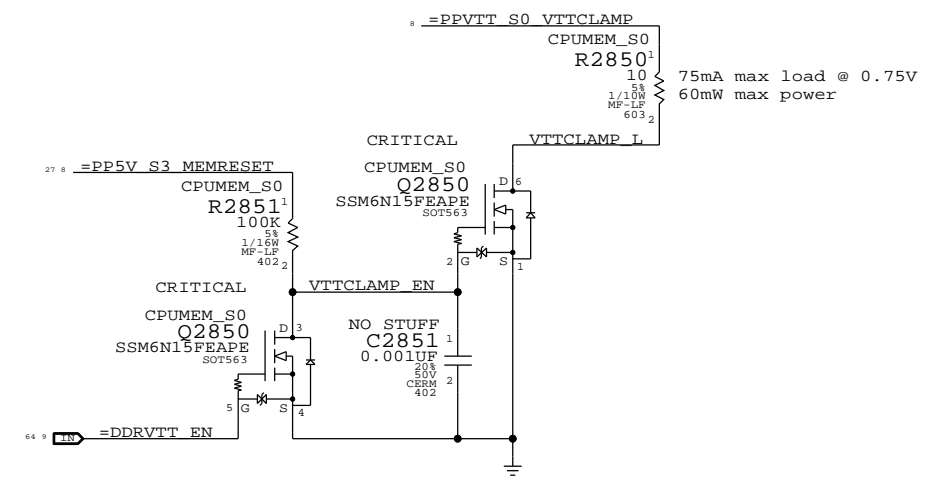 8 =PPVTT_S0_VTTCLAMP
CPUMEM_S0
R2850 1
10
5%
1/10W
MF-LF
603 2
75mA max load @ 0.75V
60mW max power
VTTCLAMP_L
CRITICAL
CPUMEM_S0
Q2850
SSM6N15FEAPE
SOT563
D 6
2 G S 1
27 8 =PP5V_S3_MEMRESET
CPUMEM_S0
R2851 1
100K
5%
1/16W
MF-LF
402 2
VTTCLAMP_EN
CRITICAL
CPUMEM_S0
Q2850
SSM6N15FEAPE
SOT563
D 3
5 G S 4
NO STUFF
C2851 1
0.001UF
20%
50V
CERM
402
2
64 9 IN =DDRVTT_EN